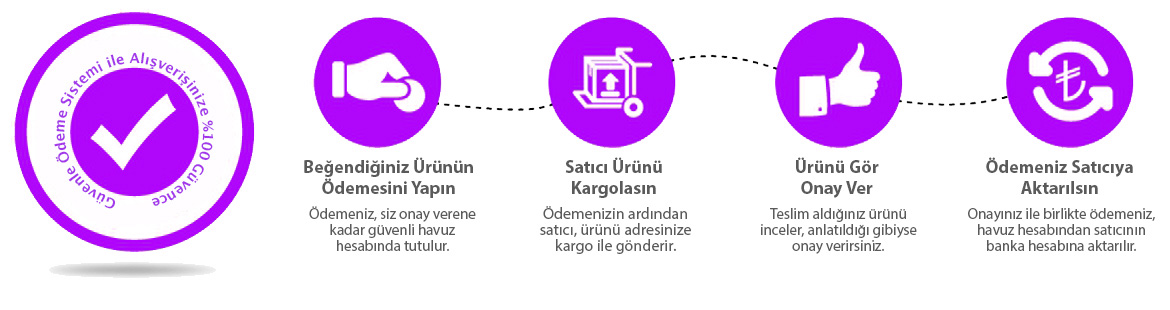 Güvenle Ödeme Sistemi ile Alışverişinize %100 Güvence
Beğendiğiniz Ürünün
Ödemesini Yapın
Ödemeniz, siz onay verene
kadar güvenli havuz
hesabında tutulur.
Satıcı Ürünü
Kargolasın
Ödemenizin ardından
satıcı, ürünü adresinize
kargo ile gönderir.
Ürünü Gör
Onay Ver
Teslim aldığınız ürünü
inceler, anlatıldığı gibiyse
onay verirsiniz.
Ödemeniz Satıcıya
Aktarılsın
Onayınız ile birlikte ödemeniz,
havuz hesabından satıcının
banka hesabına aktarılır.